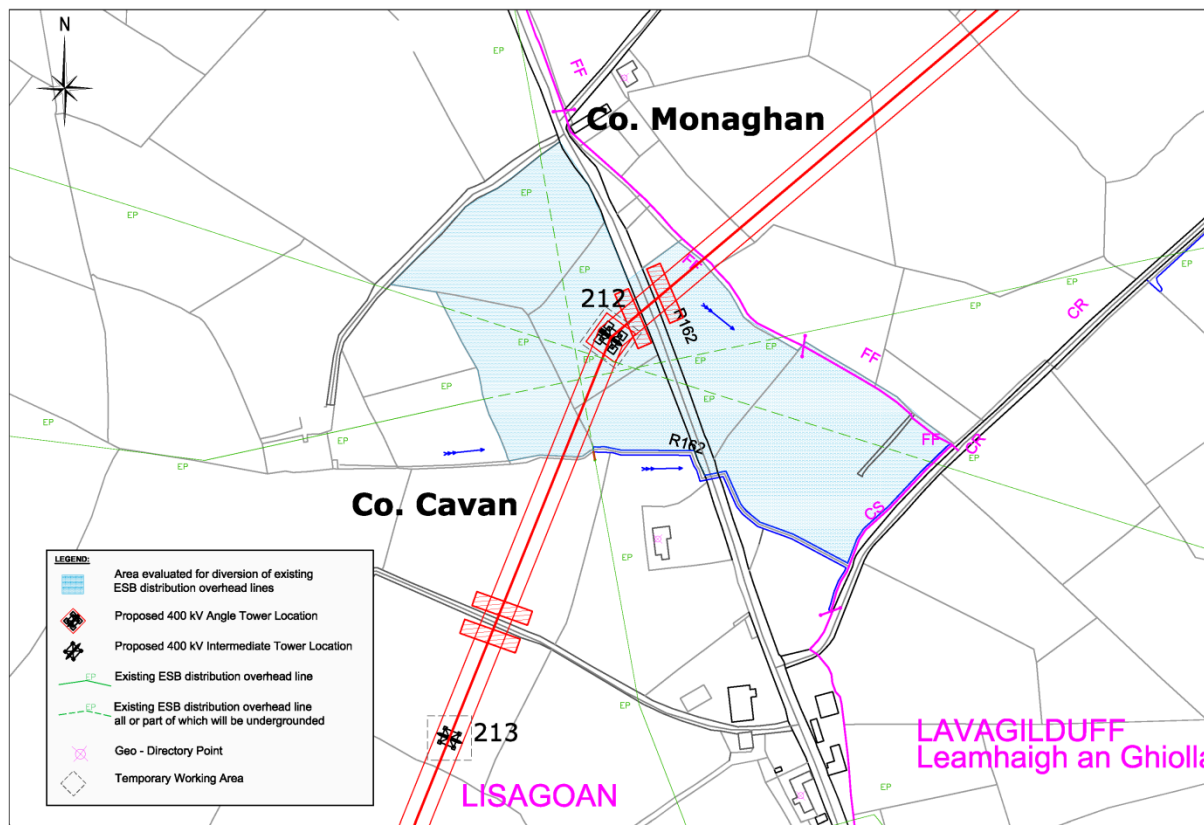 N
EP
FF
Co. Monaghan
EP
EP
EP
FF
EP
212
R162
CR
EP
EP
EP
FF
EP
EP
EP
EP
EP
R162
FF
CR
EP
Co. Cavan
CS
EP
LEGEND:
Area evaluated for diversion of existing
ESB distribution overhead lines
Proposed 400 kV Angle Tower Location
Proposed 400 kV Intermediate Tower Location
EP
Existing ESB distribution overhead line
EP
Existing ESB distribution overhead line
all or part of which will be undergrounded
Geo - Directory Point
Temporary Working Area
213
EP
LISAGOAN
LAVAGILDUFF
Leamhaigh an Ghiolla
EP